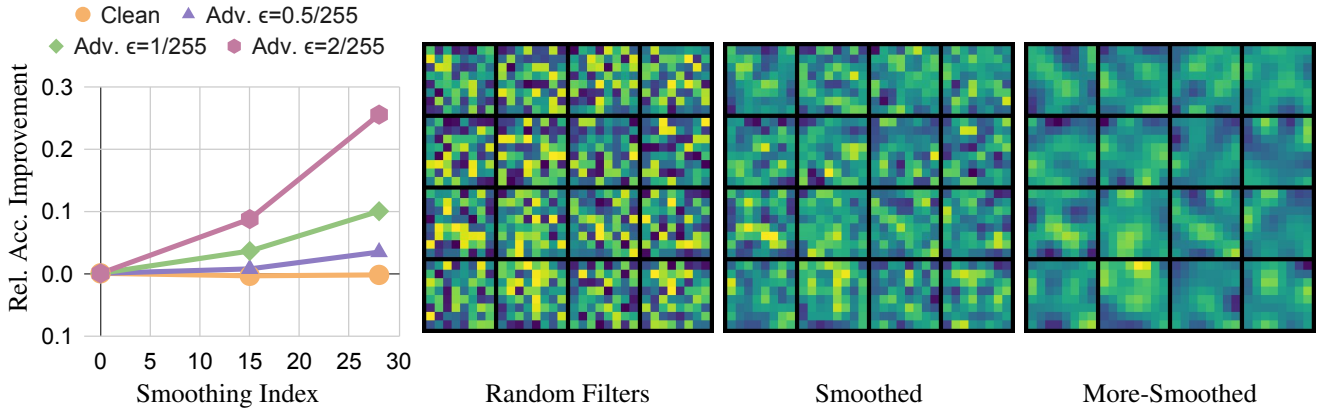 Clean Adv. ϵ=0.5/255
Adv. ϵ=1/255 Adv. ϵ=2/255
Rel. Acc. Improvement
0.3
0.2
0.1
0.0
0.1
0 5 10 15 20 25 30
Smoothing Index
Random Filters
Smoothed
More-Smoothed